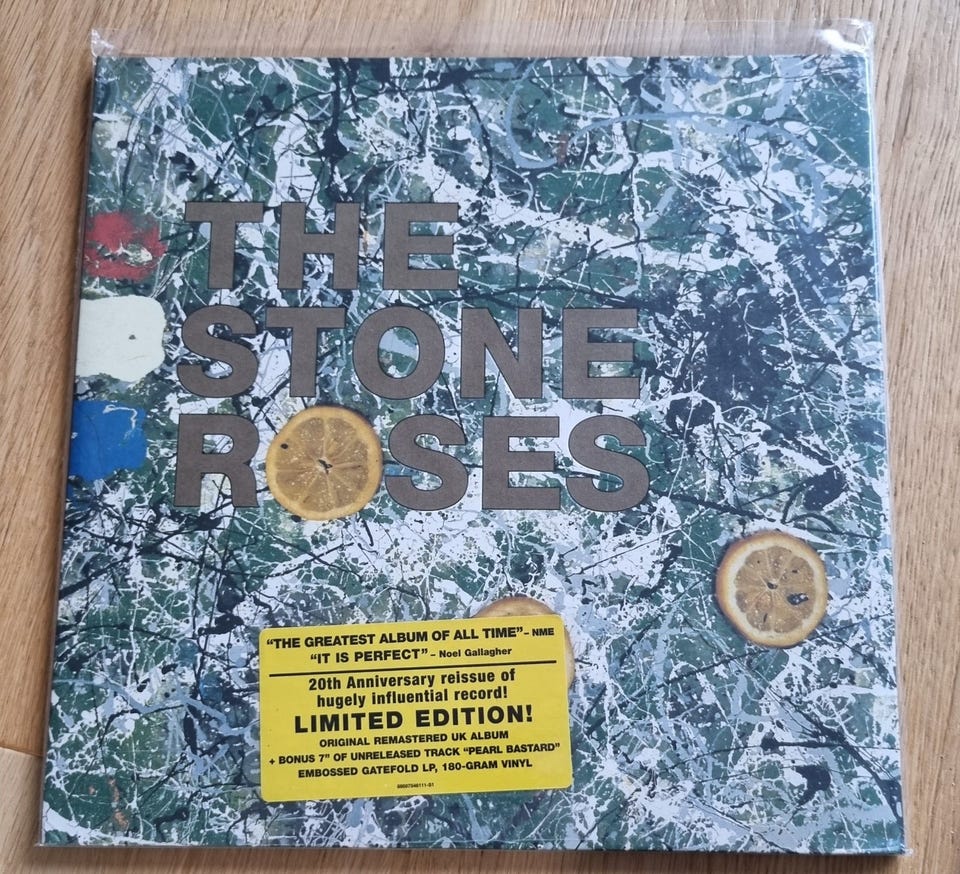 THE
STONE
ROSES
“THE GREATEST ALBUM OF ALL TIME” – NME
“IT IS PERFECT” – Noel Gallagher
20th Anniversary reissue of
hugely influential record!
LIMITED EDITION!
ORIGINAL REMASTERED UK ALBUM
+ BONUS 7” OF UNRELEASED TRACK “PEARL BASTARD”
EMBOSSED GATEFOLD LP, 180-GRAM VINYL